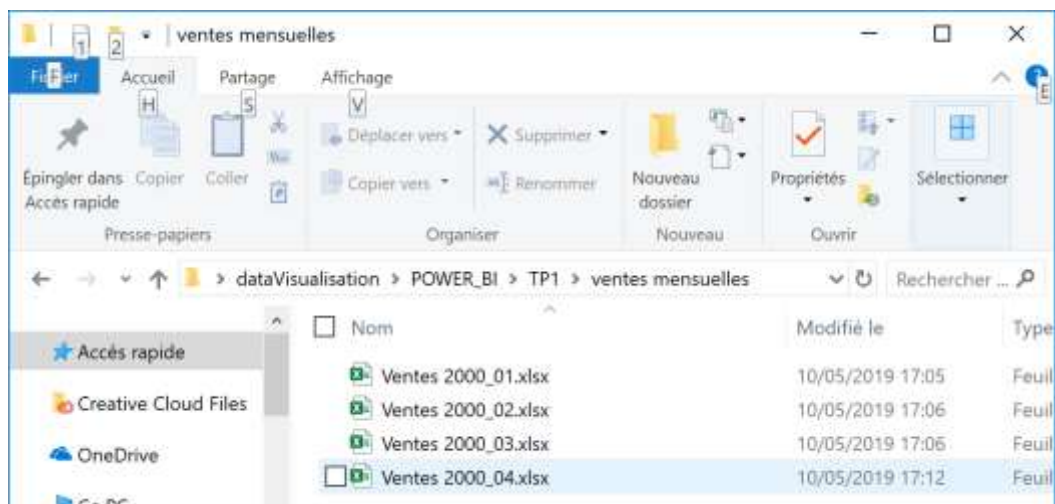 1 2 ventes mensuelles
Fichier Accueil Partage Affichage
F H S V E
Déplacer vers Supprimer
Épingler dans Copier Coller Copier vers Renommer Nouveau Propriétés Sélectionner
Accès rapide dossier
Presse-papiers Organiser Nouveau Ouvrir
> dataVisualisation > POWER_BI > TP1 > ventes mensuelles Rechercher ...
Nom Modifié le Type
Accès rapide
Ventes 2000_01.xlsx 10/05/2019 17:05 Feuil
Creative Cloud Files
Ventes 2000_02.xlsx 10/05/2019 17:06 Feuil
Ventes 2000_03.xlsx 10/05/2019 17:06 Feuil
OneDrive
Ventes 2000_04.xlsx 10/05/2019 17:12 Feuil